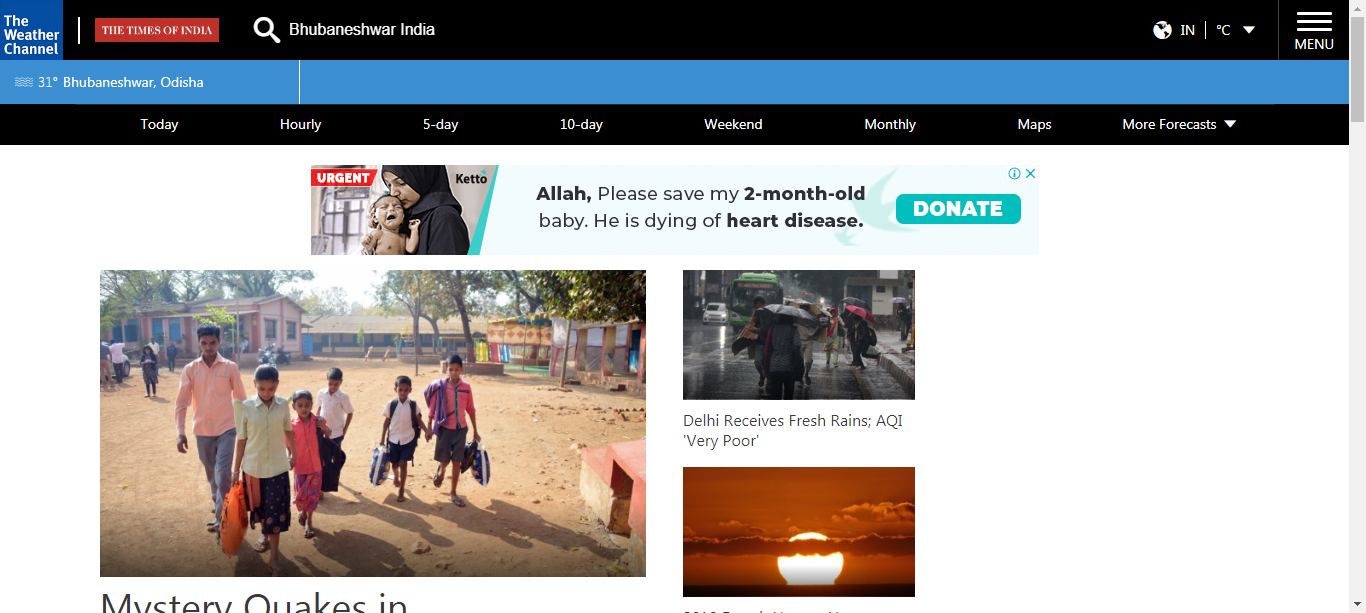 The
Weather
Channel
THE TIMES OF INDIA
Bhubaneshwar India
IN
°C
MENU
31° Bhubaneshwar, Odisha
Today
Hourly
5-day
10-day
Weekend
Monthly
Maps
More Forecasts
URGENT
Ketto
Allah, Please save my 2-month-old
baby. He is dying of heart disease.
DONATE
Delhi Receives Fresh Rains; AQI
'Very Poor'
Mystery Quakes in